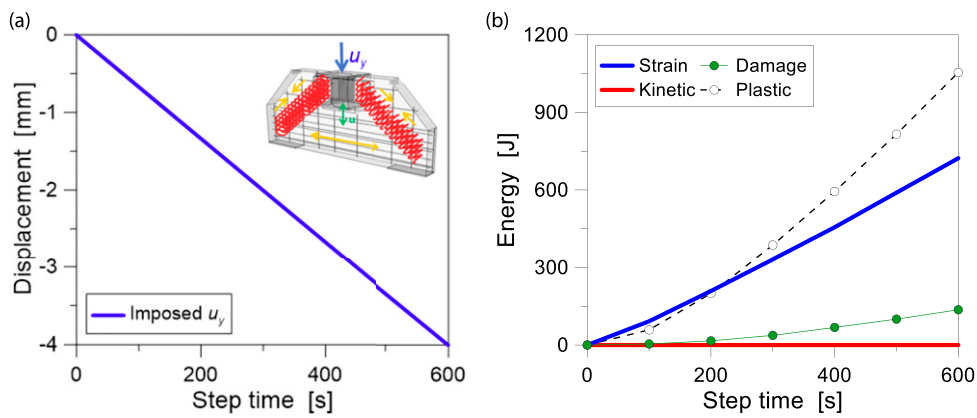 (a)
0
-1
-2
-3
-4
Displacement [mm]
u_y
u
Imposed u_y
0
200
400
600
Step time [s]
(b)
1200
900
600
300
0
Energy [J]
Strain
Damage
Kinetic
Plastic
0
200
400
600
Step time [s]